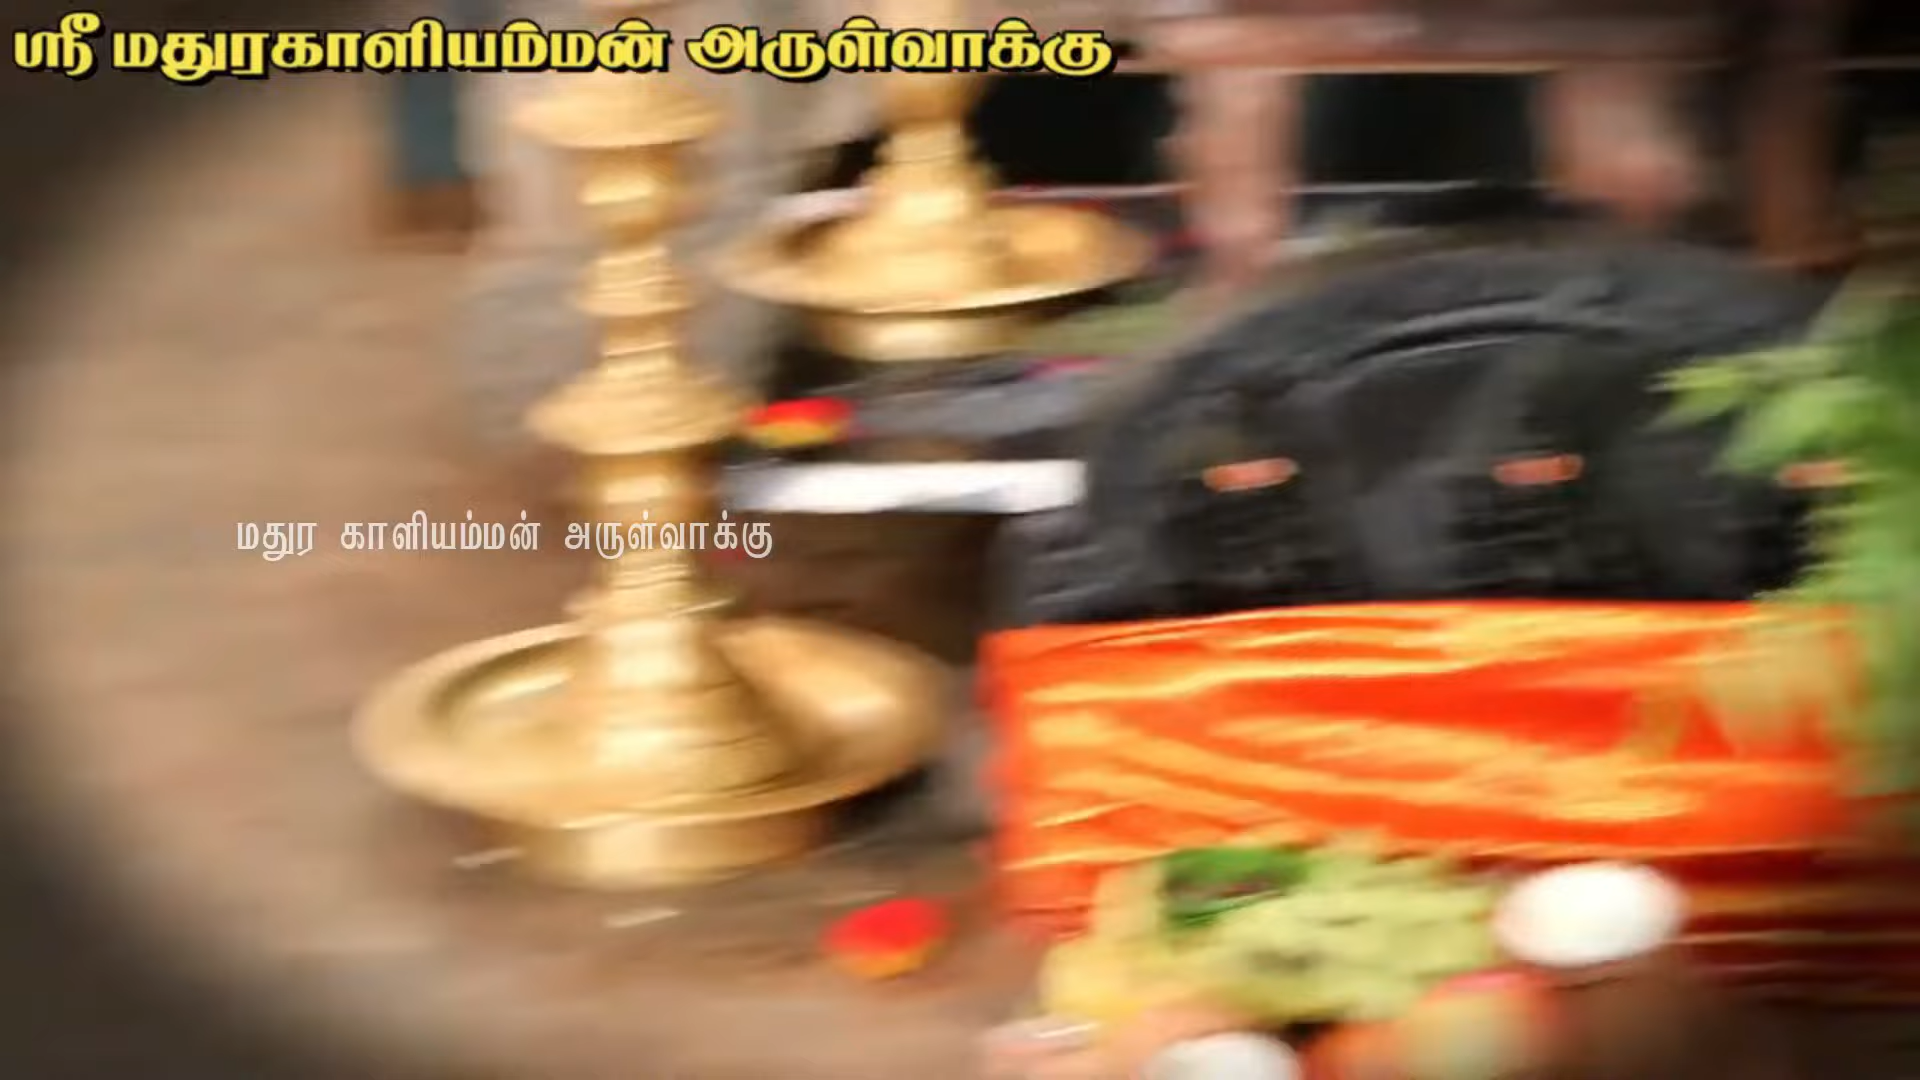 ஸ்ரீ மதுரகாளியம்மன் அருள்வாக்கு
மதுர காளியம்மன் அருள்வாக்கு